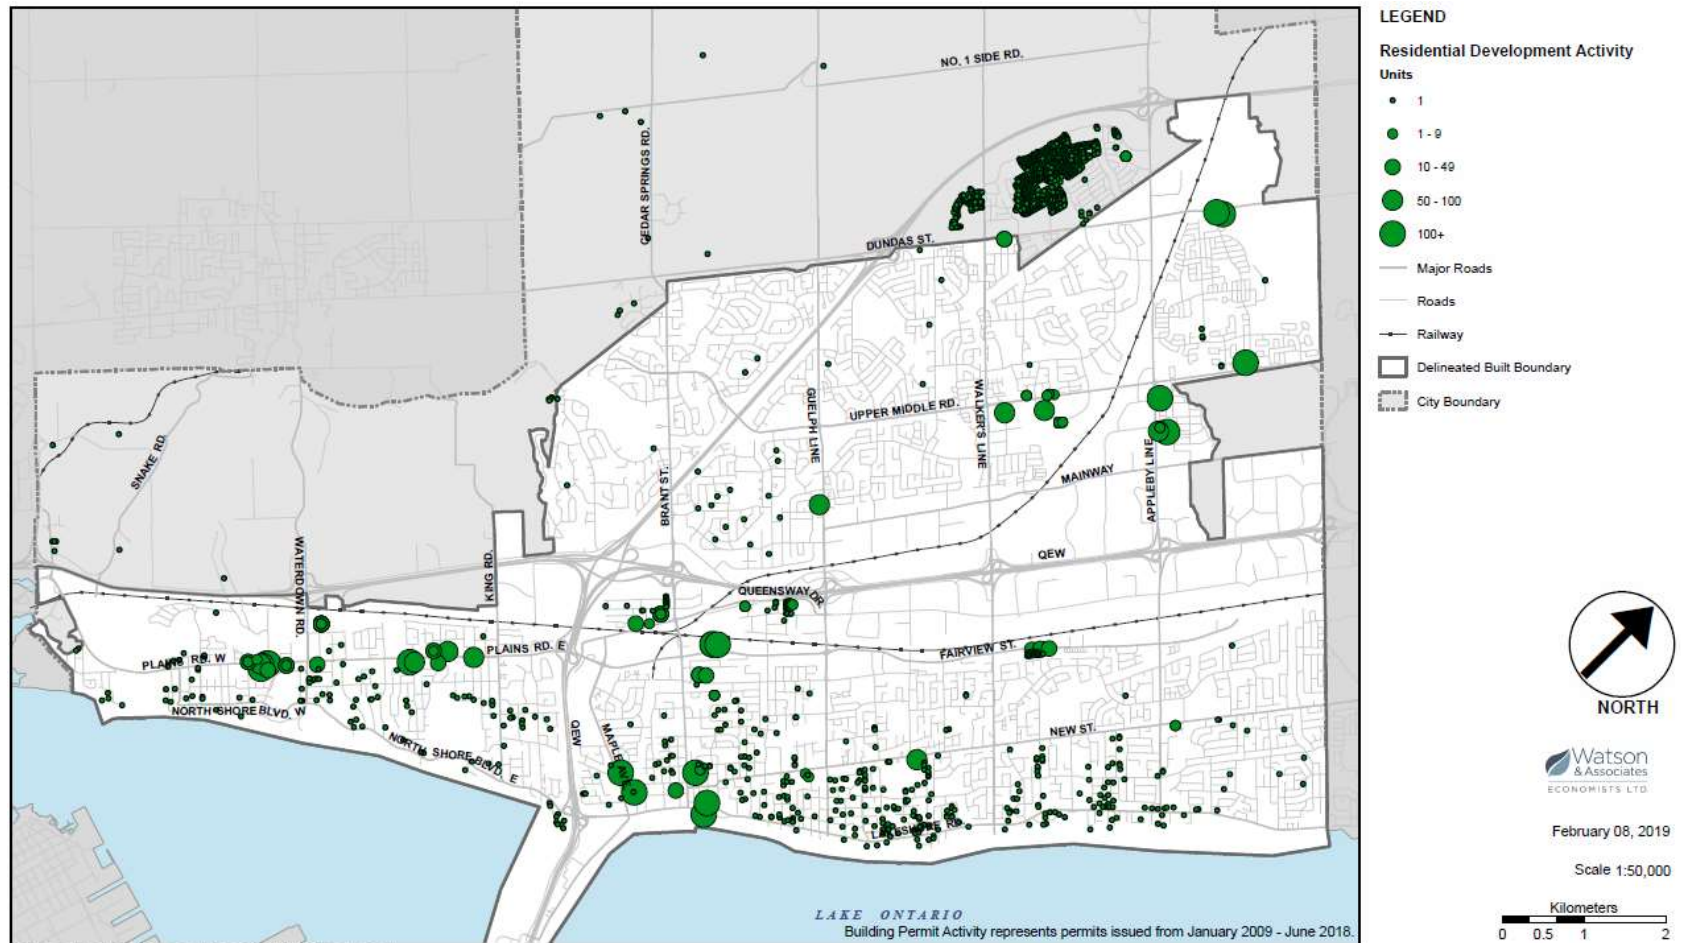 NO. 1 SIDE RD.
CEDAR SPRINGS RD.
DUNDAS ST.
GUELPH LINE
UPPER MIDDLE RD.
WALKER'S LINE
SNAKE RD.
BRANT ST.
MAINWAY
APPLEBY LINE
WATERDOWN RD.
KING RD.
QEW
QUEENSWAY DR.
PLAINS RD. W
PLAINS RD. E
FAIRVIEW ST.
NORTH SHORE BLVD. W
NORTH SHORE BLVD. E
QEW
MAPLE AVE.
NEW ST.
LAKESHORE RD.
LAKE ONTARIO
Building Permit Activity represents permits issued from January 2009 - June 2018.
LEGEND
Residential Development Activity
Units
1
1 - 9
10 - 49
50 - 100
100+
Major Roads
Roads
Railway
Delineated Built Boundary
City Boundary
NORTH
Watson
& Associates
ECONOMISTS LTD.
February 08, 2019
Scale 1:50,000
Kilometers
0 0.5 1 2